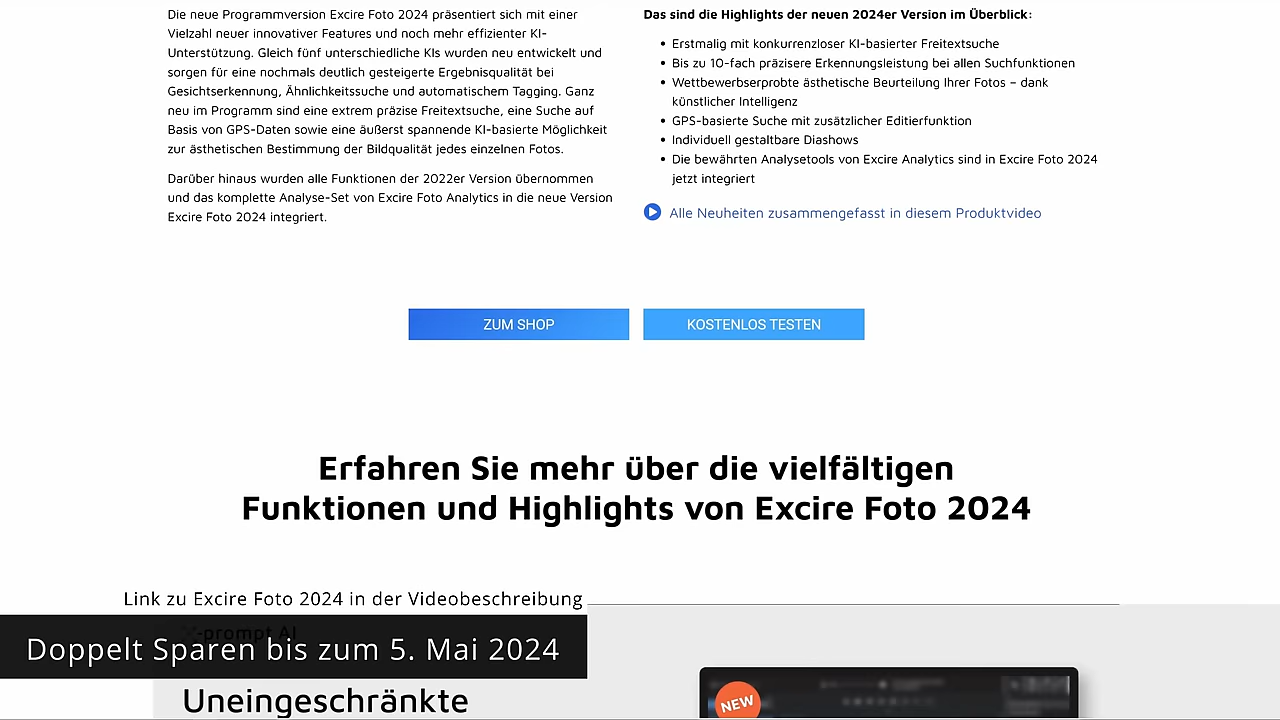 Die neue Programmversion Excire Foto 2024 präsentiert sich mit einer
Vielzahl neuer innovativer Features und noch mehr effizienter KI-
Unterstützung. Gleich fünf unterschiedliche KIs wurden neu entwickelt und
sorgen für eine nochmals deutlich gesteigerte Ergebnisqualität bei
Gesichtserkennung, Ähnlichkeitssuche und automatischem Tagging. Ganz
neu im Programm sind eine extrem präzise Freitextsuche, eine Suche auf
Basis von GPS-Daten sowie eine äußerst spannende KI-basierte Möglichkeit
zur ästhetischen Bestimmung der Bildqualität jedes einzelnen Fotos.
Darüber hinaus wurden alle Funktionen der 2022er Version übernommen
und das komplette Analyse-Set von Excire Foto Analytics in die neue Version
Excire Foto 2024 integriert.
Das sind die Highlights der neuen 2024er Version im Überblick:
• Erstmalig mit konkurrenzloser KI-basierter Freitextsuche
• Bis zu 10-fach präzisere Erkennungsleistung bei allen Suchfunktionen
• Wettbewerbserprobte ästhetische Beurteilung Ihrer Fotos – dank
künstlicher Intelligenz
• GPS-basierte Suche mit zusätzlicher Editierfunktion
• Individuell gestaltbare Diashows
• Die bewährten Analysetools von Excire Analytics sind in Excire Foto 2024
jetzt integriert
Alle Neuheiten zusammengefasst in diesem Produktvideo
ZUM SHOP
KOSTENLOS TESTEN
Erfahren Sie mehr über die vielfältigen
Funktionen und Highlights von Excire Foto 2024
Link zu Excire Foto 2024 in der Videobeschreibung
X-prompt AI
Doppelt Sparen bis zum 5. Mai 2024
Uneingeschränkte
NEW